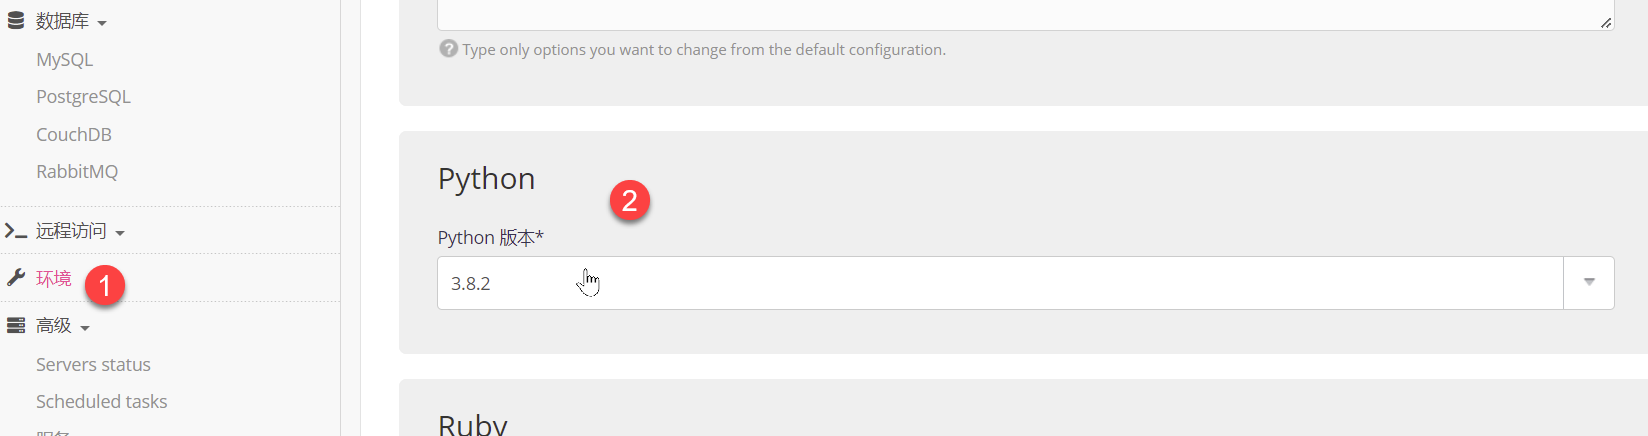 数据库
MySQL
PostgreSQL
CouchDB
RabbitMQ
远程访问
环境
1
高级
Servers status
Scheduled tasks
Type only options you want to change from the default configuration.
Python
2
Python 版本*
3.8.2
Ruby